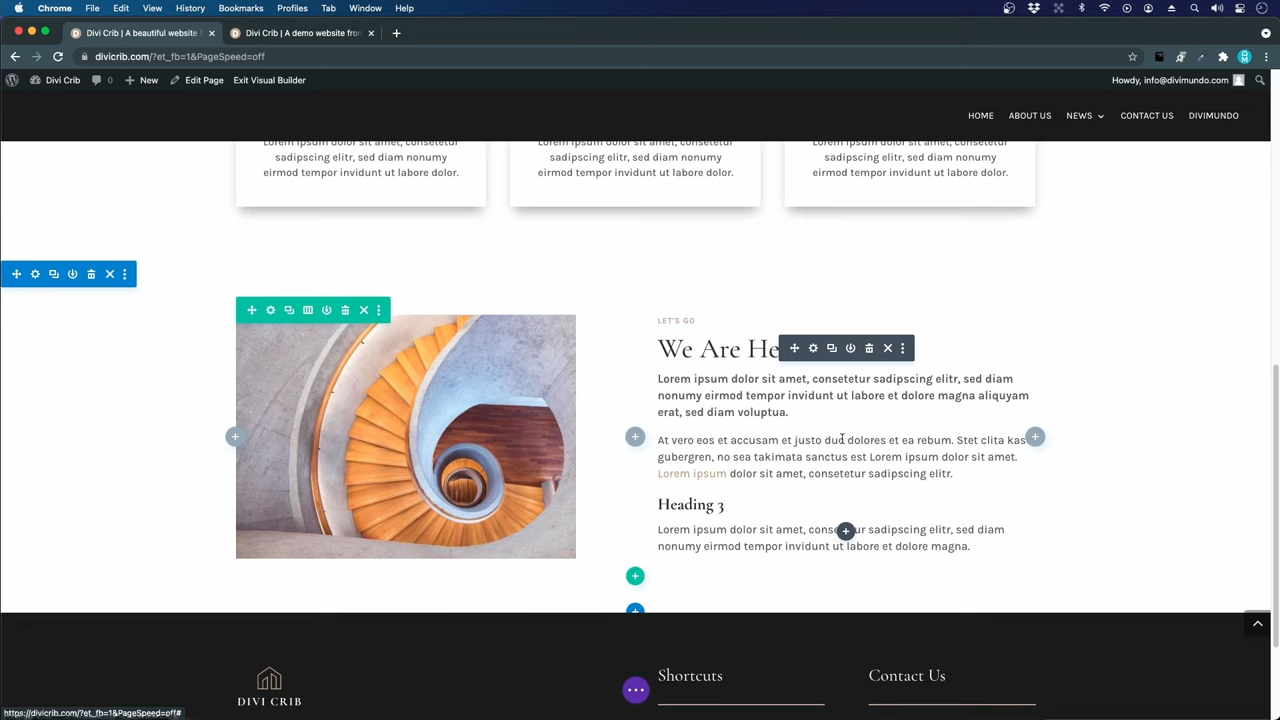 Chrome File Edit View History Bookmarks Profiles Tab Window Help
Divi Crib | A beautiful website
Divi Crib | A demo website from
divicrib.com/?et_fb=1&PageSpeed=off
Divi Crib 0 New Edit Page Exit Visual Builder Howdy, info@divimundo.com
HOME ABOUT US NEWS CONTACT US DIVIMUNDO
Lorem ipsum dolor sit amet, consetetur
sadipscing elitr, sed diam nonumy
eirmod tempor invidunt ut labore dolor.
Lorem ipsum dolor sit amet, consetetur
sadipscing elitr, sed diam nonumy
eirmod tempor invidunt ut labore dolor.
Lorem ipsum dolor sit amet, consetetur
sadipscing elitr, sed diam nonumy
eirmod tempor invidunt ut labore dolor.
LET'S GO
We Are He
Lorem ipsum dolor sit amet, consetetur sadipscing elitr, sed diam
nonumy eirmod tempor invidunt ut labore et dolore magna aliquyam
erat, sed diam voluptua.
At vero eos et accusam et justo duo dolores et ea rebum. Stet clita kas
gubergren, no sea takimata sanctus est Lorem ipsum dolor sit amet.
Lorem ipsum dolor sit amet, consetetur sadipscing elitr.
Heading 3
Lorem ipsum dolor sit amet, consetetur sadipscing elitr, sed diam
nonumy eirmod tempor invidunt ut labore et dolore magna.
DIVI CRIB
Shortcuts
Contact Us
https://divicrib.com/?et_fb=1&PageSpeed=off#